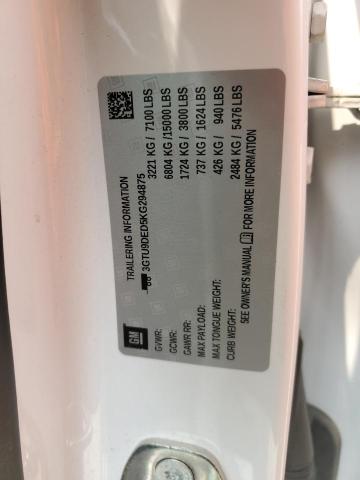 TRAILERING INFORMATION
3GTU9DED5KG294875
GM
GVWR: 3221 KG / 7100 LBS
GCWR: 6804 KG /15000 LBS
GAWR RR: 1724 KG / 3800 LBS
MAX PAYLOAD: 737 KG / 1624 LBS
MAX TONGUE WEIGHT: 426 KG / 940 LBS
CURB WEIGHT: 2484 KG / 5476 LBS
SEE OWNER'S MANUAL FOR MORE INFORMATION